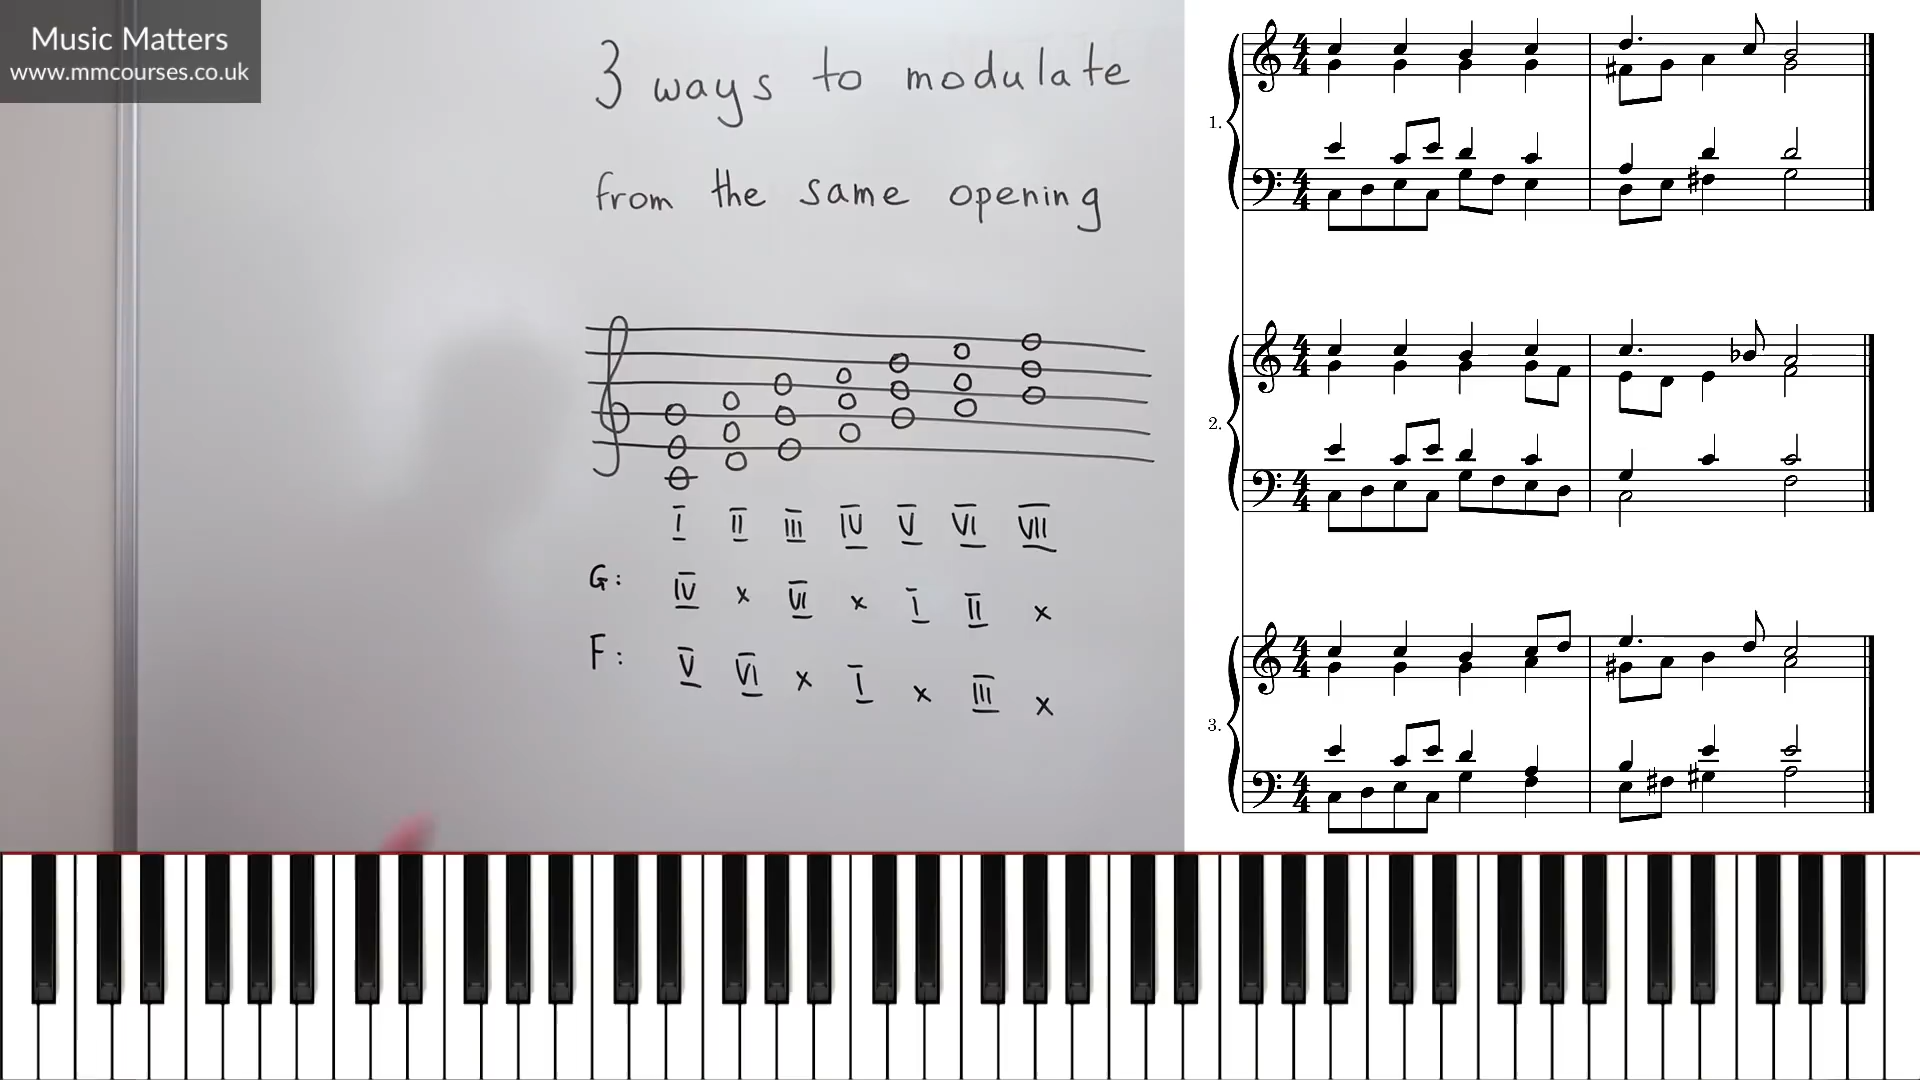 Music Matters
www.mmcourses.co.uk
3 ways to modulate
from the same opening
I II III IV V VI VII
G: IV x VI x I II x
F: V VI x I x III x
1.
2.
3.